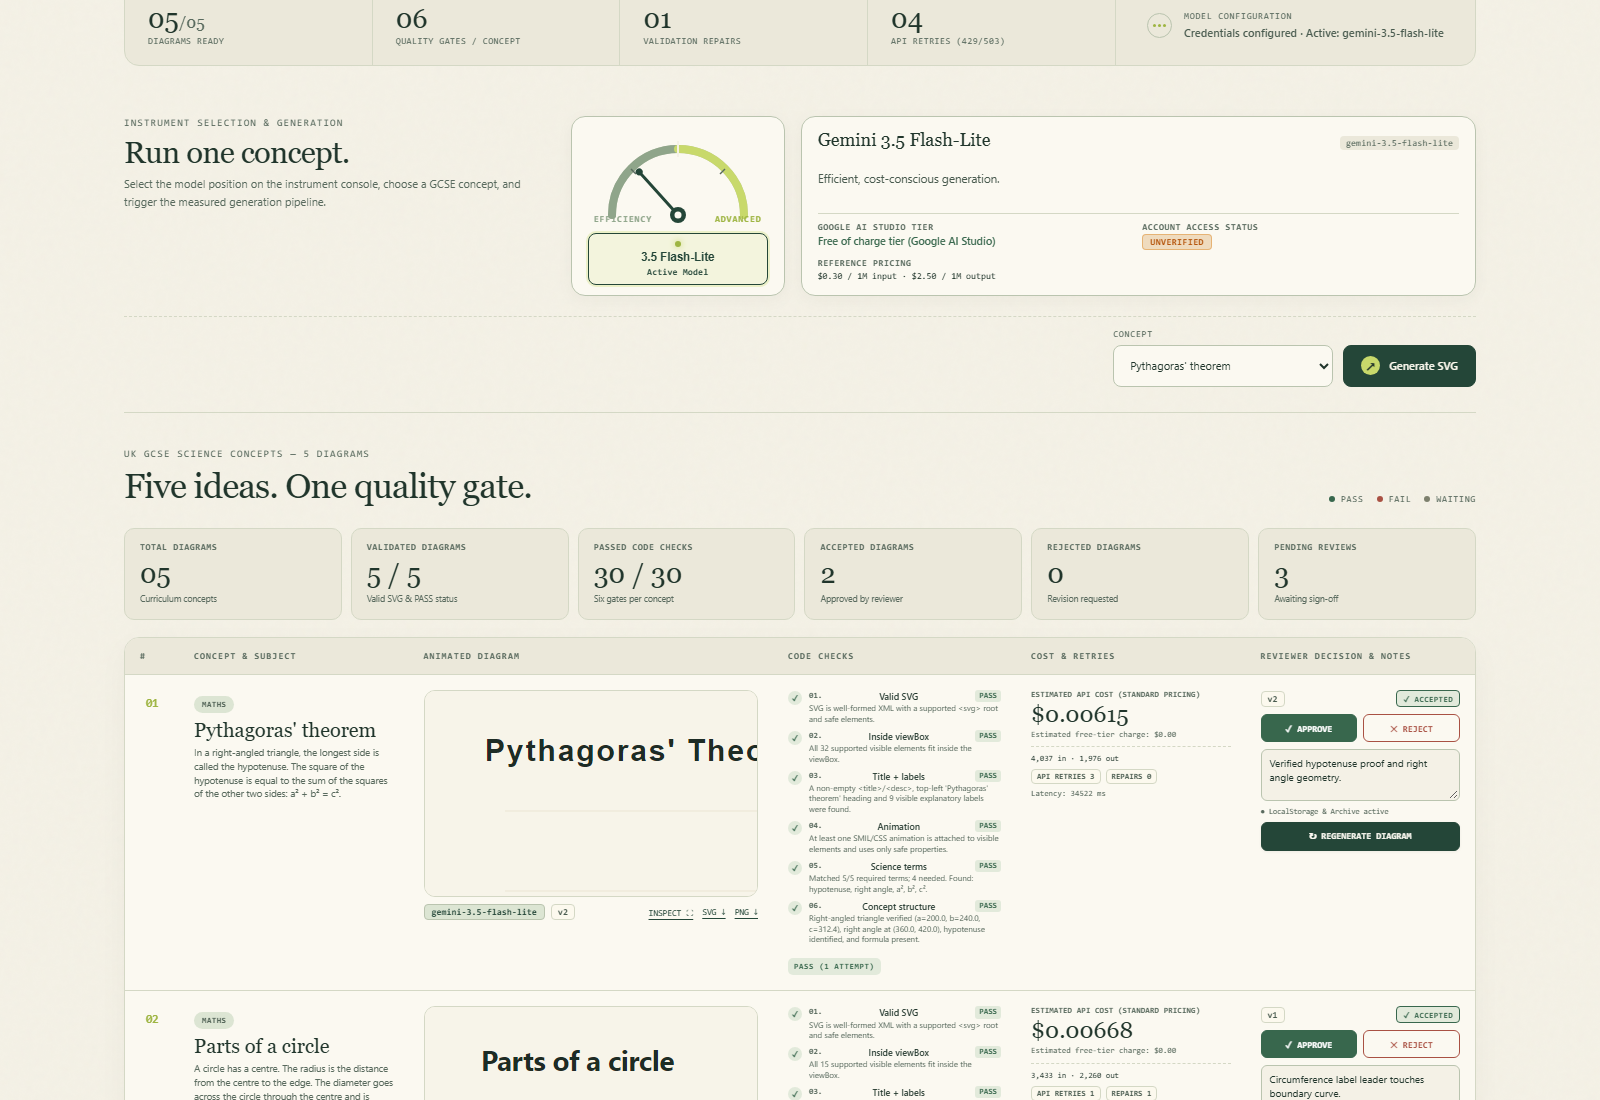 05/05
DIAGRAMS READY
06
QUALITY GATES / CONCEPT
01
VALIDATION REPAIRS
04
API RETRIES (429/503)
MODEL CONFIGURATION
Credentials configured · Active: gemini-3.5-flash-lite
INSTRUMENT SELECTION & GENERATION
Run one concept.
Select the model position on the instrument console, choose a GCSE concept, and
trigger the measured generation pipeline.
EFFICIENCY
ADVANCED
3.5 Flash-Lite
Active Model
Gemini 3.5 Flash-Lite
gemini-3.5-flash-lite
Efficient, cost-conscious generation.
GOOGLE AI STUDIO TIER
Free of charge tier (Google AI Studio)
ACCOUNT ACCESS STATUS
UNVERIFIED
REFERENCE PRICING
$0.30 / 1M input · $2.50 / 1M output
CONCEPT
Pythagoras' theorem
↗ Generate SVG
UK GCSE SCIENCE CONCEPTS — 5 DIAGRAMS
Five ideas. One quality gate.
PASS
FAIL
WAITING
TOTAL DIAGRAMS
05
Curriculum concepts
VALIDATED DIAGRAMS
5 / 5
Valid SVG & PASS status
PASSED CODE CHECKS
30 / 30
Six gates per concept
ACCEPTED DIAGRAMS
2
Approved by reviewer
REJECTED DIAGRAMS
0
Revision requested
PENDING REVIEWS
3
Awaiting sign-off
#
CONCEPT & SUBJECT
ANIMATED DIAGRAM
CODE CHECKS
COST & RETRIES
REVIEWER DECISION & NOTES
01
MATHS
Pythagoras' theorem
In a right-angled triangle, the longest side is
called the hypotenuse. The square of the
hypotenuse is equal to the sum of the squares
of the other two sides: a² + b² = c².
Pythagoras' Theo
gemini-3.5-flash-lite
v2
INSPECT ⛶
SVG ↓
PNG ↓
✓ 01. Valid SVG PASS
SVG is well-formed XML with a supported <svg> root
and safe elements.
✓ 02. Inside viewBox PASS
All 32 supported visible elements fit inside the
viewBox.
✓ 03. Title + labels PASS
A non-empty <title>/<desc>, top-left 'Pythagoras'
theorem' heading and 9 visible explanatory labels
were found.
✓ 04. Animation PASS
At least one SMIL/CSS animation is attached to visible
elements and uses only safe properties.
✓ 05. Science terms PASS
Matched 5/5 required terms; 4 needed. Found:
hypotenuse, right angle, a², b², c².
✓ 06. Concept structure PASS
Right-angled triangle verified (a=200.0, b=240.0,
c=312.4), right angle at (360.0, 420.0), hypotenuse
identified, and formula present.
PASS (1 ATTEMPT)
ESTIMATED API COST (STANDARD PRICING)
$0.00615
Estimated free-tier charge: $0.00
4,037 in · 1,976 out
API RETRIES 3
REPAIRS 0
Latency: 34522 ms
v2
✓ ACCEPTED
✓ APPROVE
✕ REJECT
Verified hypotenuse proof and right
angle geometry.
● LocalStorage & Archive active
↻ REGENERATE DIAGRAM
02
MATHS
Parts of a circle
A circle has a centre. The radius is the distance
from the centre to the edge. The diameter goes
across the circle through the centre and is
Parts of a circle
✓ 01. Valid SVG PASS
SVG is well-formed XML with a supported <svg> root
and safe elements.
✓ 02. Inside viewBox PASS
All 15 supported visible elements fit inside the
viewBox.
✓ 03. Title + labels PASS
ESTIMATED API COST (STANDARD PRICING)
$0.00668
Estimated free-tier charge: $0.00
3,433 in · 2,260 out
API RETRIES 1
REPAIRS 1
v1
✓ ACCEPTED
✓ APPROVE
✕ REJECT
Circumference label leader touches
boundary curve.